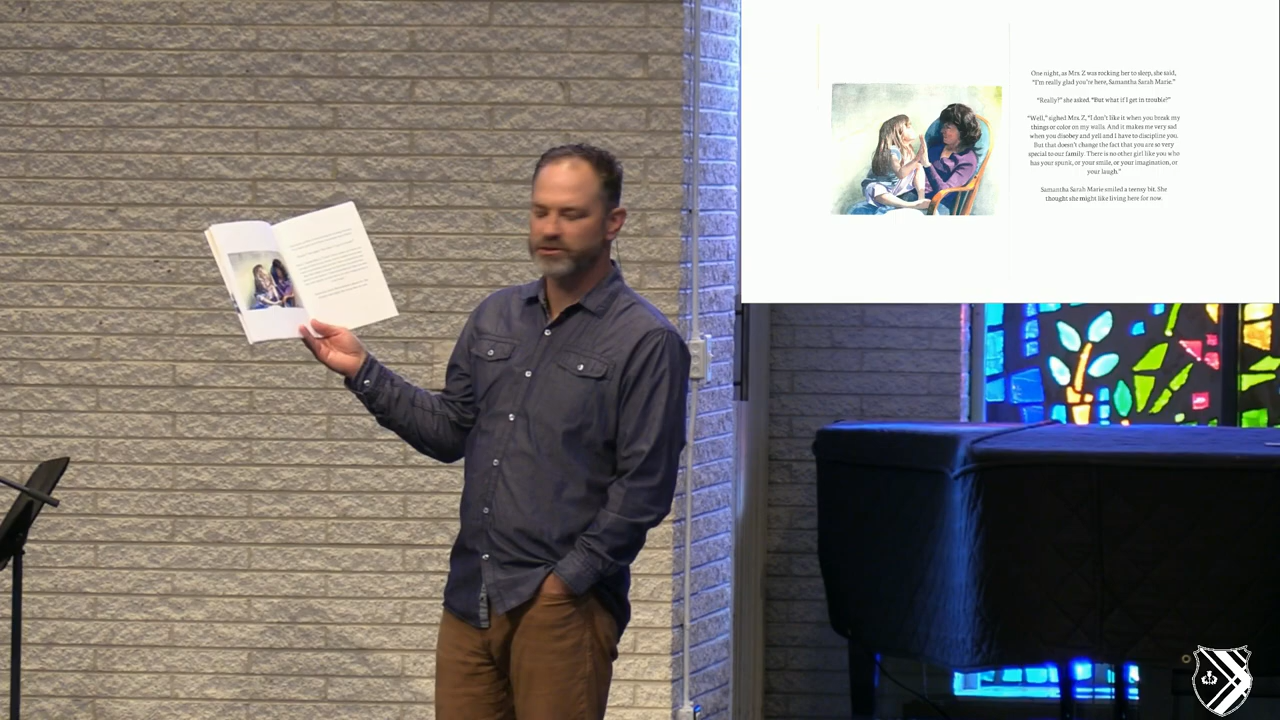 One night, as Mrs. Z was rocking her to sleep, she said,
"I'm really glad you're here, Samantha Sarah Marie."
"Really?" she asked. "But what if I get in trouble?"
"Well," sighed Mrs. Z, "I don't like it when you break my
things or color on my walls. And it makes me very sad
when you disobey and yell and I have to discipline you.
But that doesn't change the fact that you are so very
special to our family. There is no other girl like you who
has your spunk, or your smile, or your imagination, or
your laugh."
Samantha Sarah Marie smiled a teensy bit. She
thought she might like living here for now.